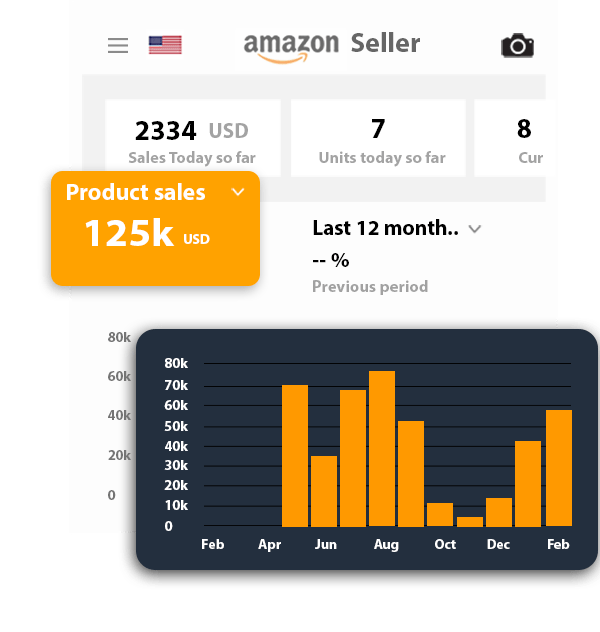 amazon Seller
2334 USD
Sales Today so far
7
Units today so far
8
Cur
Product sales
125k USD
Last 12 month..
-- %
Previous period
80k
60k
40k
20k
0
80k
70k
60k
50k
40k
30k
20k
10k
0
Feb Apr Jun Aug Oct Dec Feb